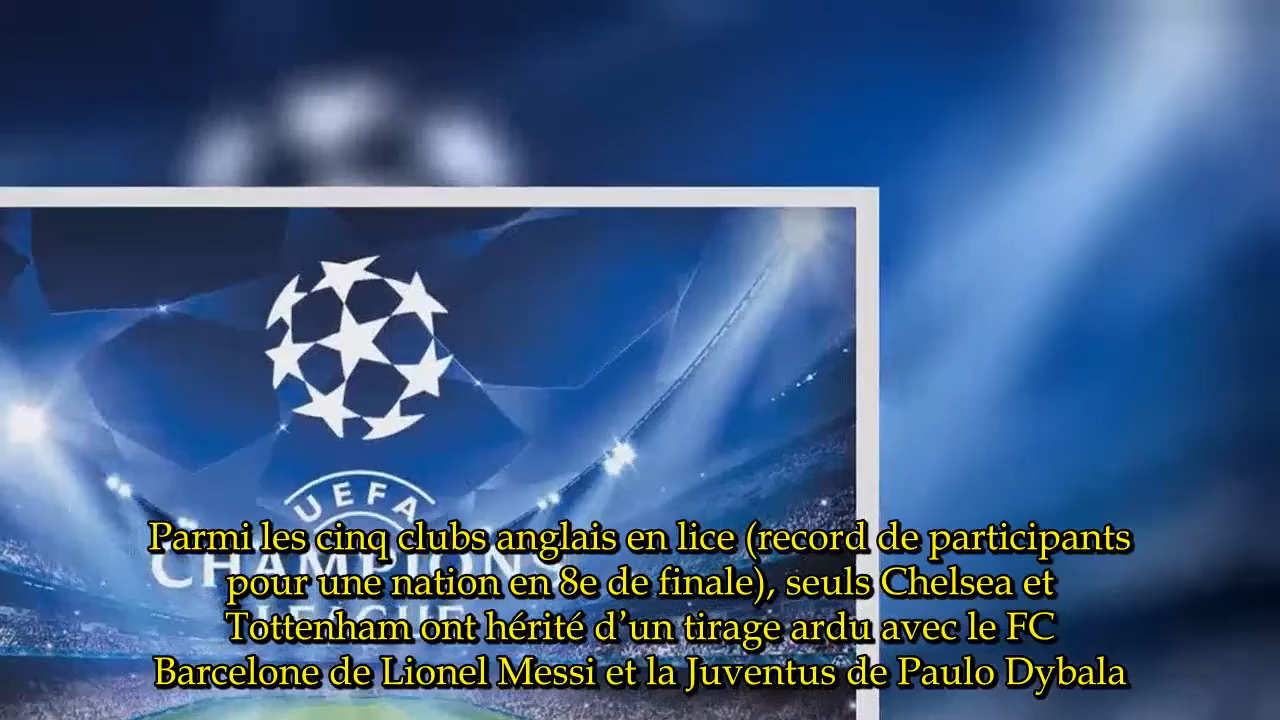 UEFA
CHAMPIONS
LEAGUE
Parmi les cinq clubs anglais en lice (record de participants
pour une nation en 8e de finale), seuls Chelsea et
Tottenham ont hérité d’un tirage ardu avec le FC
Barcelone de Lionel Messi et la Juventus de Paulo Dybala